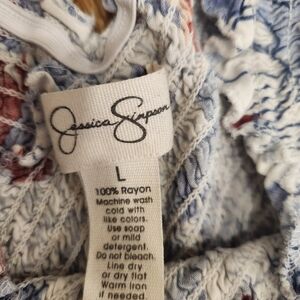 Jessica Simpson
L
100% Rayon
Machine wash
cold with
like colors.
Use soap
or mild
detergent.
Do not bleach.
Line dry
or dry flat
Warm iron
if needed.